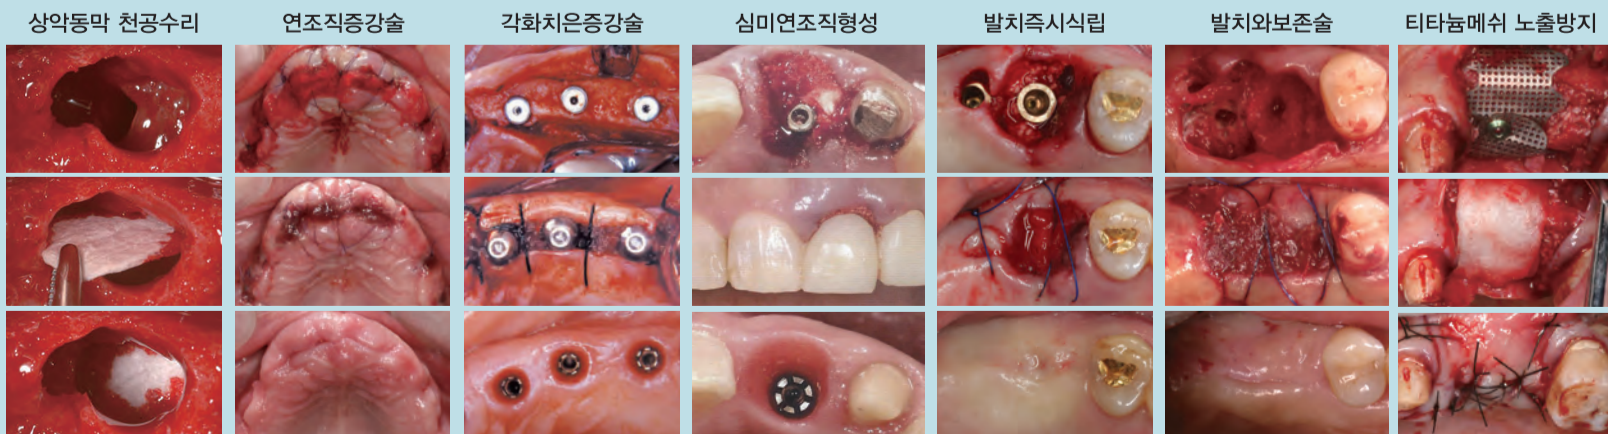 상악동막 천공수리
연조직증강술
각화치은증강술
심미연조직형성
발치즉시식립
발치와보존술
티타늄메쉬 노출방지